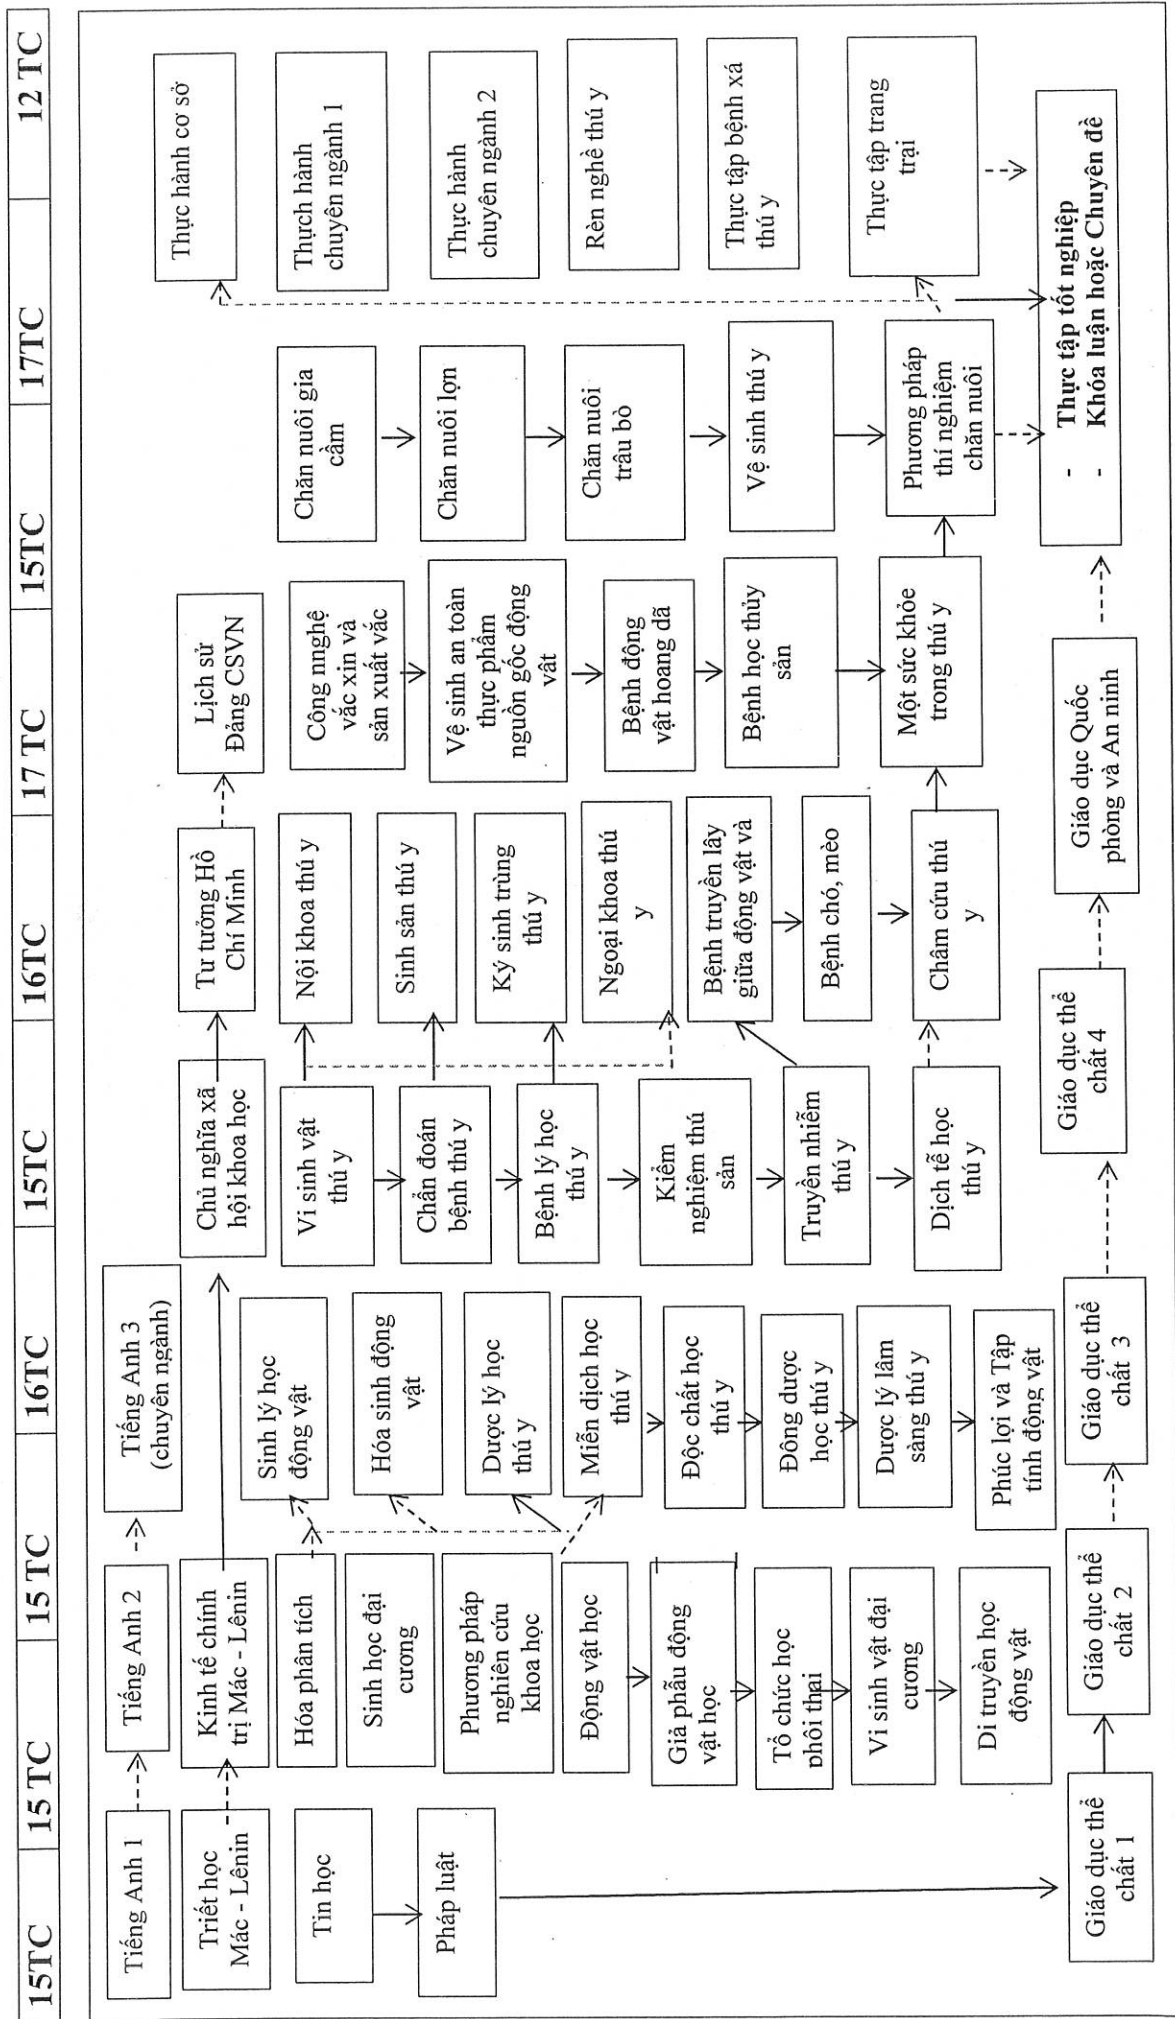 15TC
15 TC
15 TC
16TC
15TC
16TC
17 TC
15TC
17TC
12 TC
Tiếng Anh 1
Triết học
Mác - Lênin
Tin học
Pháp luật
Giáo dục thể
chất 1
Tiếng Anh 2
Kinh tế chính
trị Mác - Lênin
Hóa phân tích
Sinh học đại
cương
Phương pháp
nghiên cứu
khoa học
Động vật học
Giả phẫu động
vật học
Tổ chức học
phôi thai
Vi sinh vật đại
cương
Di truyền học
động vật
Giáo dục thể
chất 2
Tiếng Anh 3
(chuyên ngành)
Sinh lý học
động vật
Hóa sinh động
vật
Dược lý học
thú y
Miễn dịch học
thú y
Độc chất học
thú y
Đông dược
học thú y
Dược lý lâm
sàng thú y
Phúc lợi và Tập
tính động vật
Giáo dục thể
chất 3
Chủ nghĩa xã
hội khoa học
Vi sinh vật
thú y
Chẩn đoán
bệnh thú y
Bệnh lý học
thú y
Kiểm
nghiệm thú
sản
Truyền nhiễm
thú y
Dịch tễ học
thú y
Giáo dục thể
chất 4
Tư tưởng Hồ
Chí Minh
Nội khoa thú y
Sinh sản thú y
Ký sinh trùng
thú y
Ngoại khoa thú
y
Bệnh truyền lây
giữa động vật và
Bệnh chó, mèo
Châm cứu thú
y
Giáo dục Quốc
phòng và An ninh
Lịch sử
Đảng CSVN
Công nnghệ
vắc xin và
sản xuất vắc
Vệ sinh an toàn
thực phẩm
nguồn gốc động
vật
Bệnh động
vật hoang dã
Bệnh học thủy
sản
Một sức khỏe
trong thú y
Chăn nuôi gia
cầm
Chăn nuôi lợn
Chăn nuôi
trâu bò
Vệ sinh thú y
Phương pháp
thí nghiệm
chăn nuôi
Thực hành cơ sở
Thưch hành
chuyên ngành 1
Thực hành
chuyên ngành 2
Rèn nghề thú y
Thực tập bệnh xá
thú y
Thực tập trang
trại
- Thực tập tốt nghiệp
- Khóa luận hoặc Chuyên đề